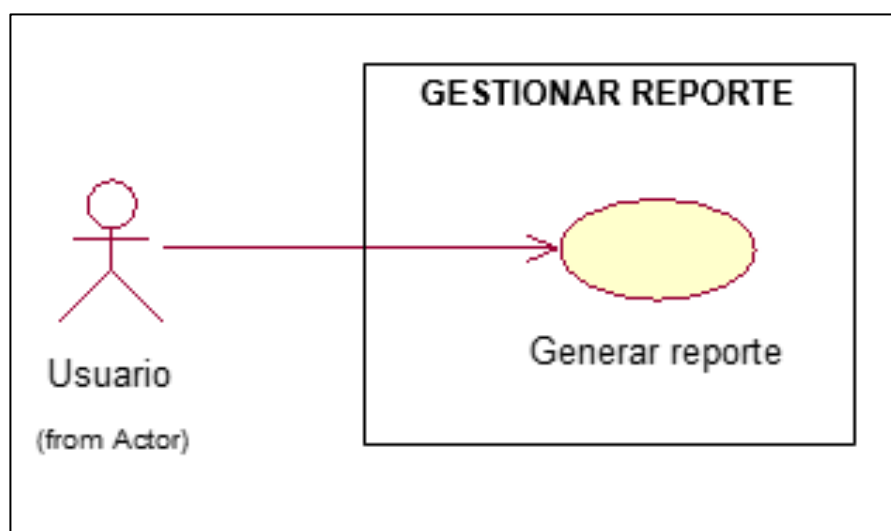 GESTIONAR REPORTE
Generar reporte
Usuario
(from Actor)